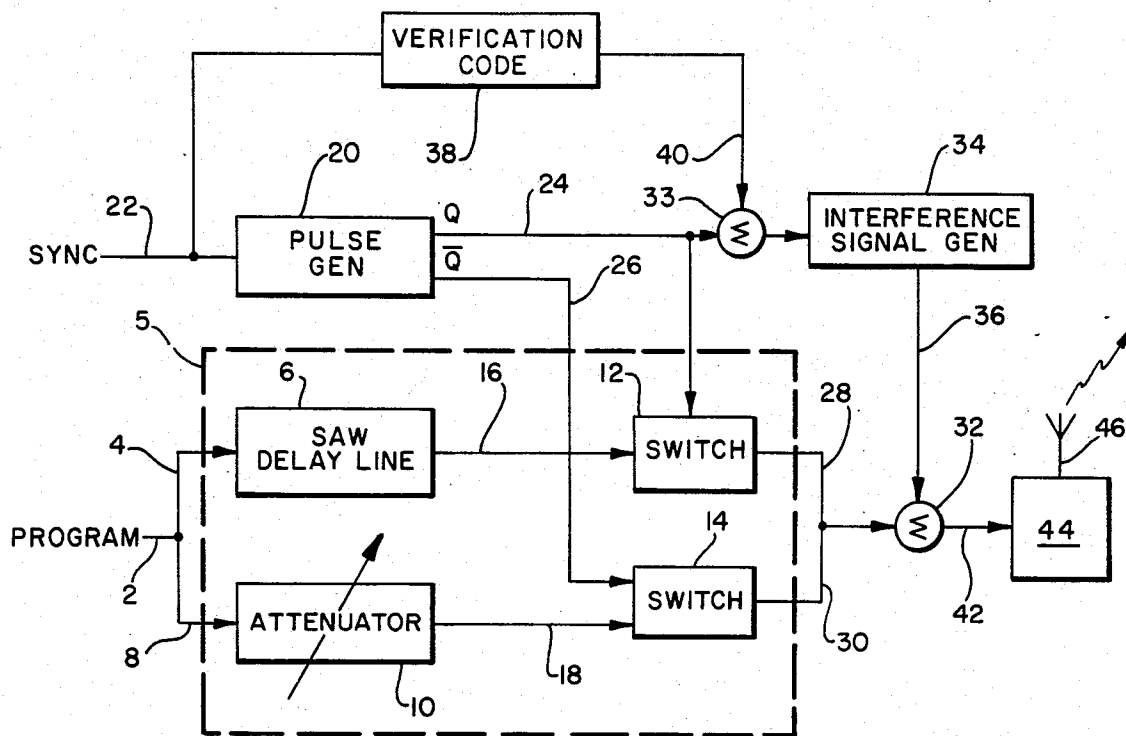 VERIFICATION
CODE
38
40
20
34
22
24
33
Q
Σ
INTERFERENCE
SIGNAL GEN
SYNC
PULSE
GEN
Q̅
26
36
5
6
16
12
28
SAW
DELAY LINE
SWITCH
4
32
46
PROGRAM
2
14
Σ
44
ATTENUATOR
SWITCH
42
8
10
18
30